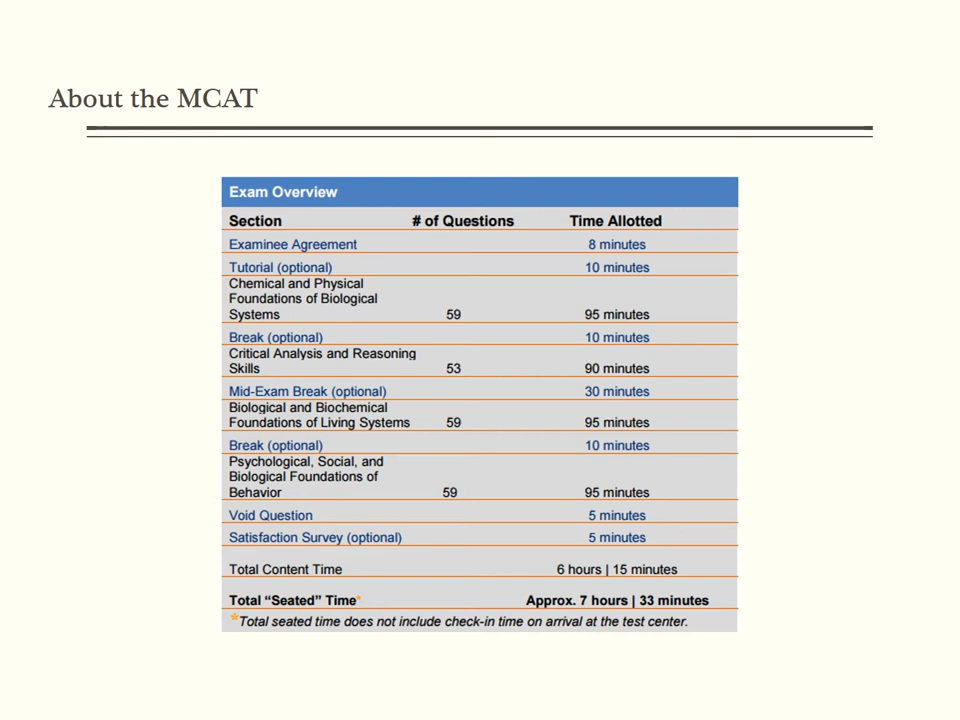 About the MCAT
Exam Overview
Section # of Questions Time Allotted
Examinee Agreement 8 minutes
Tutorial (optional) 10 minutes
Chemical and Physical
Foundations of Biological
Systems 59 95 minutes
Break (optional) 10 minutes
Critical Analysis and Reasoning
Skills 53 90 minutes
Mid-Exam Break (optional) 30 minutes
Biological and Biochemical
Foundations of Living Systems 59 95 minutes
Break (optional) 10 minutes
Psychological, Social, and
Biological Foundations of
Behavior 59 95 minutes
Void Question 5 minutes
Satisfaction Survey (optional) 5 minutes
Total Content Time 6 hours | 15 minutes
Total “Seated” Time* Approx. 7 hours | 33 minutes
*Total seated time does not include check-in time on arrival at the test center.